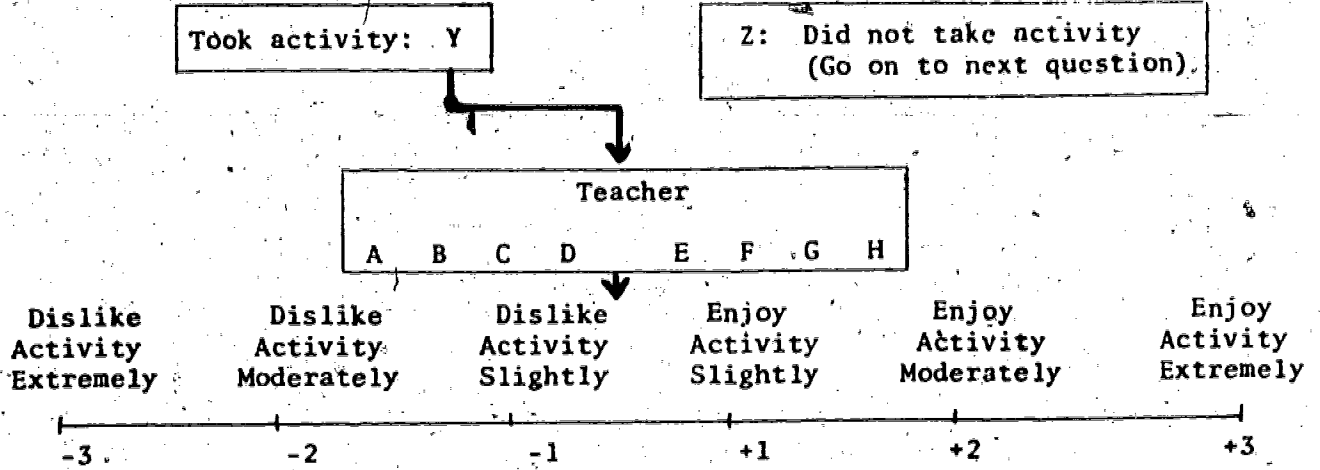 Took activity: Y
Z: Did not take activity
(Go on to next question).
Teacher
A B C D E F G H
Dislike Dislike Dislike Enjoy Enjoy Enjoy
Activity Activity Activity Activity Activity Activity
Extremely Moderately Slightly Slightly Moderately Extremely
-3 -2 -1 +1 +2 +3